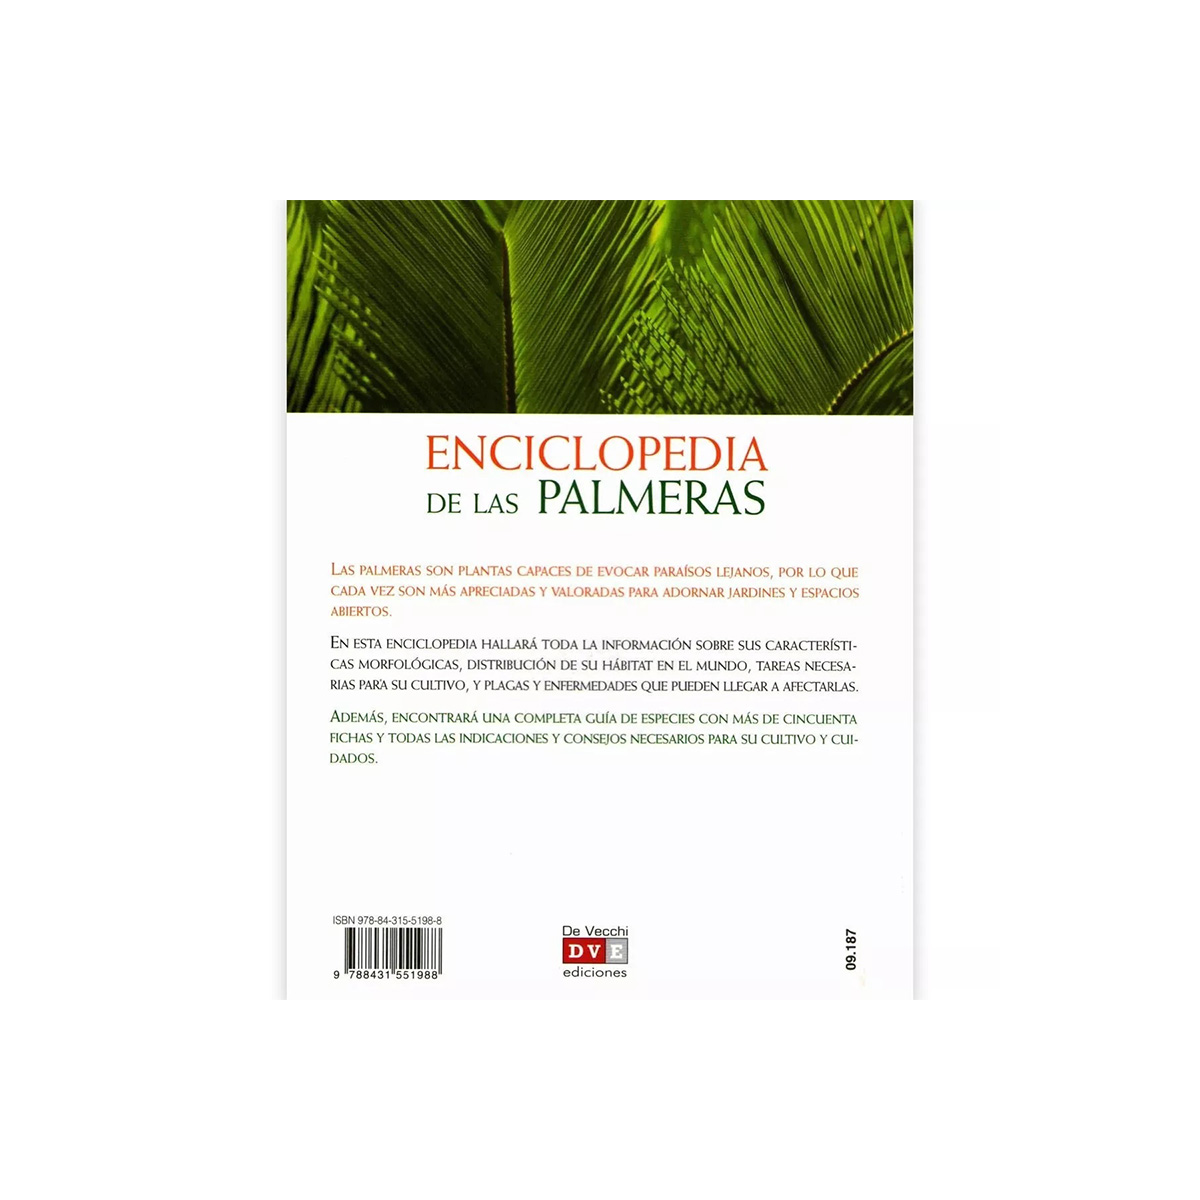 ENCICLOPEDIA
DE LAS PALMERAS
LAS PALMERAS SON PLANTAS CAPACES DE EVOCAR PARAÍSOS LEJANOS, POR LO QUE
CADA VEZ SON MÁS APRECIADAS Y VALORADAS PARA ADORNAR JARDINES Y ESPACIOS
ABIERTOS.
EN ESTA ENCICLOPEDIA HALLARÁ TODA LA INFORMACIÓN SOBRE SUS CARACTERÍSTI-
CAS MORFOLÓGICAS, DISTRIBUCIÓN DE SU HÁBITAT EN EL MUNDO, TAREAS NECESA-
RIAS PARA SU CULTIVO, Y PLAGAS Y ENFERMEDADES QUE PUEDEN LLEGAR A AFECTARLAS.
ADEMÁS, ENCONTRARÁ UNA COMPLETA GUÍA DE ESPECIES CON MÁS DE CINCUENTA
FICHAS Y TODAS LAS INDICACIONES Y CONSEJOS NECESARIOS PARA SU CULTIVO Y CUI-
DADOS.
ISBN 978-84-315-5198-8
9 788431 551988
De Vecchi
DVE
ediciones
09.187